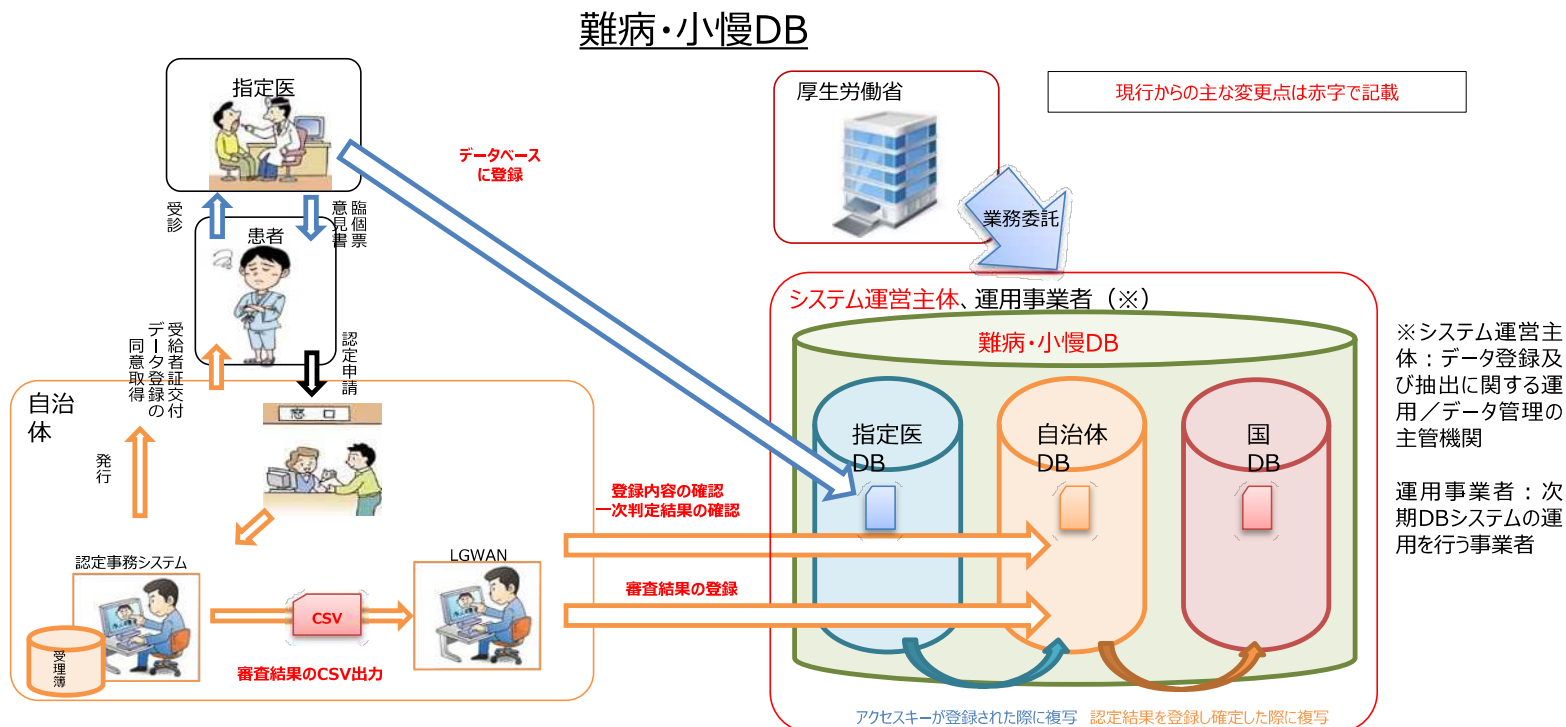 難病・小慢DB
指定医
厚生労働省
現行からの主な変更点は赤字で記載
データベース
に登録
受診
臨個票
意見書
患者
業務委託
システム運営主体、運用事業者（※）
難病・小慢DB
指定医
DB
自治体
DB
国
DB
※システム運営主
体：データ登録及
び抽出に関する運
用／データ管理の
主管機関
運用事業者：次
期DBシステムの運
用を行う事業者
受給者証交付
データ登録の
同意取得
認定申請
自治
体
窓口
発行
登録内容の確認
一次判定結果の確認
認定事務システム
LGWAN
審査結果の登録
CSV
受理簿
審査結果のCSV出力
アクセスキーが登録された際に複写
認定結果を登録し確定した際に複写